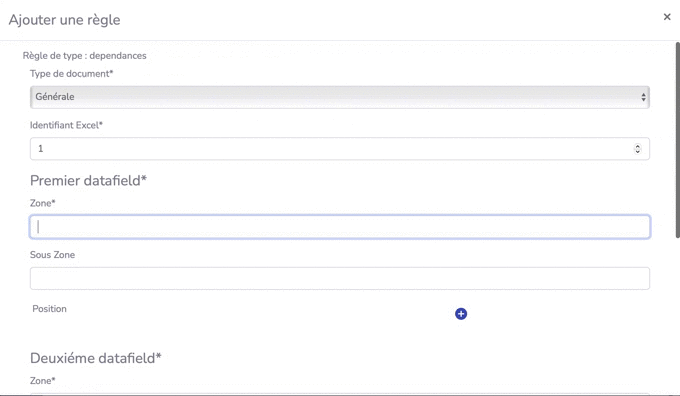 Ajouter une règle
×
Règle de type : dependances
Type de document*
Générale
Identifiant Excel*
1
Premier datafield*
Zone*
Sous Zone
Position
Deuxiéme datafield*
Zone*